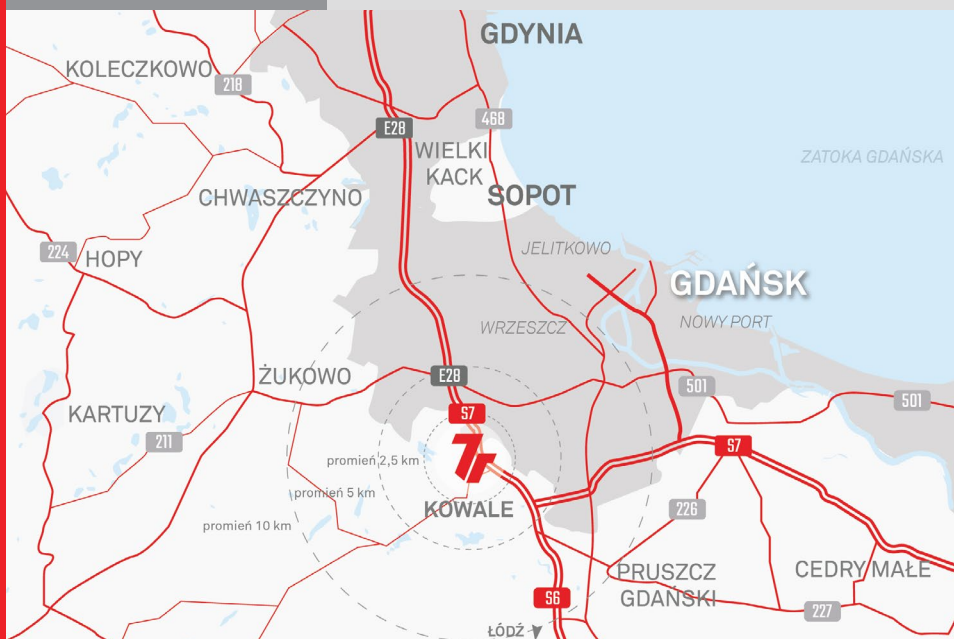 GDYNIA
KOLECZKOWO
218
468
E28
WIELKI
KACK
ZATOKA GDAŃSKA
CHWASZCZYNO
SOPOT
JELITKOWO
224
HOPY
GDAŃSK
NOWY PORT
WRZESZCZ
ŻUKOWO
E28
501
501
KARTUZY
S7
211
S7
promień 2,5 km
promień 5 km
KOWALE
226
promień 10 km
PRUSZCZ
GDAŃSKI
CEDRY MAŁE
S6
227
ŁÓDŹ